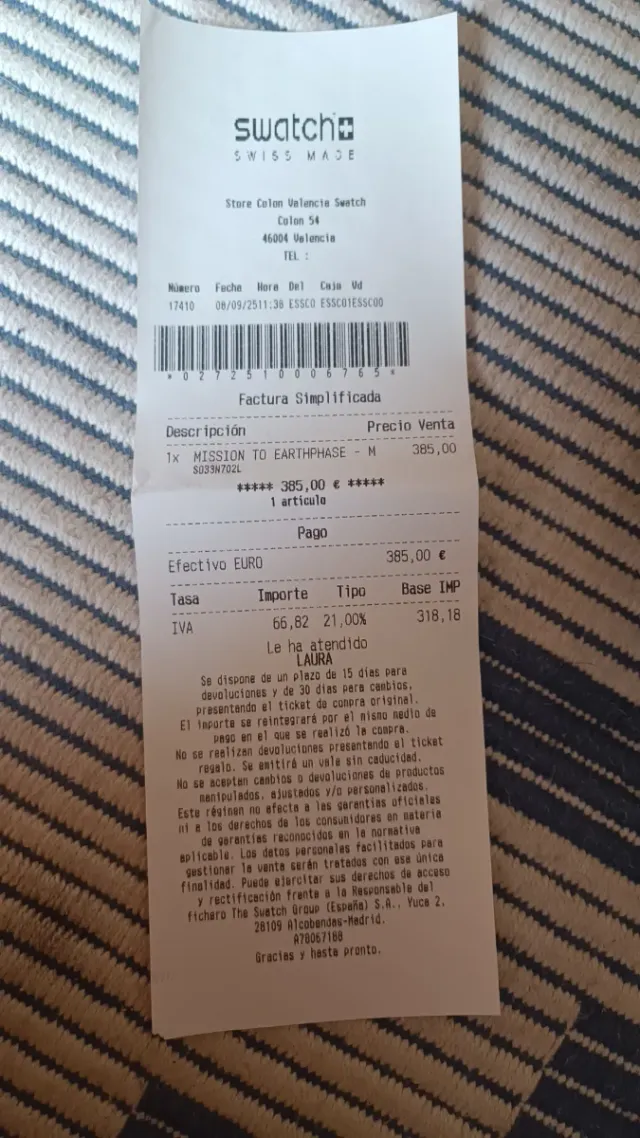 swatch
SWISS MADE
Store Colon Valencia Swatch
Colon 54
46004 Valencia
TEL :
Número Fecha Hora Del Caja Vd
17410 08/09/2511:38 ESSCO ESSC01ESSC00
*0272510006765*
Factura Simplificada
Descripción Precio Venta
1x MISSION TO EARTHPHASE - M 385,00
S033N702L
***** 385,00 € *****
1 artículo
Pago
Efectivo EURO 385,00 €
Tasa Importe Tipo Base IMP
IVA 66,82 21,00% 318,18
Le ha atendido
LAURA
Se dispone de un plazo de 15 días para
devoluciones y de 30 días para cambios,
presentando el ticket de compra original.
El importe se reintegrará por el mismo medio de
pago en el que se realizó la compra.
No se realizan devoluciones presentando el ticket
regalo. Se emitirá un vale sin caducidad.
No se aceptan cambios o devoluciones de productos
manipulados, ajustados y/o personalizados.
Este régimen no afecta a las garantías oficiales
ni a los derechos de los consumidores en materia
de garantías reconocidos en la normativa
aplicable. Los datos personales facilitados para
gestionar la venta serán tratados con esa única
finalidad. Puede ejercitar sus derechos de acceso
y rectificación frente a la Responsable del
fichero The Swatch Group (España) S.A., Yuca 2,
28109 Alcobendas-Madrid.
A78067188
Gracias y hasta pronto.